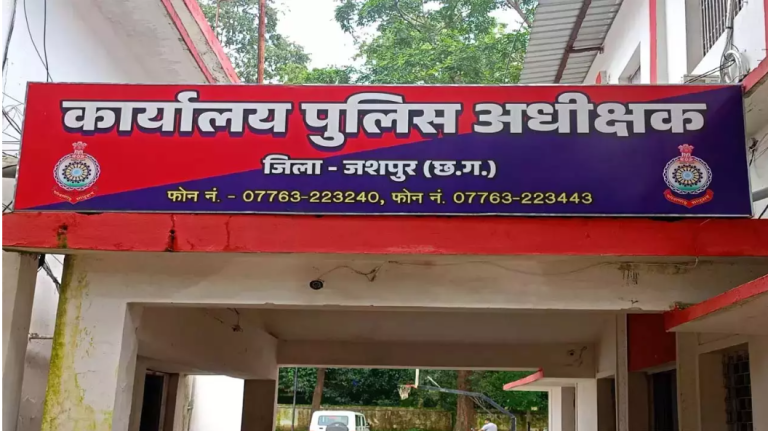 कार्यालय पुलिस अधीक्षक
जिला - जशपुर (छ.ग.)
फोन नं. - 07763-223240, फोन नं. 07763-223443